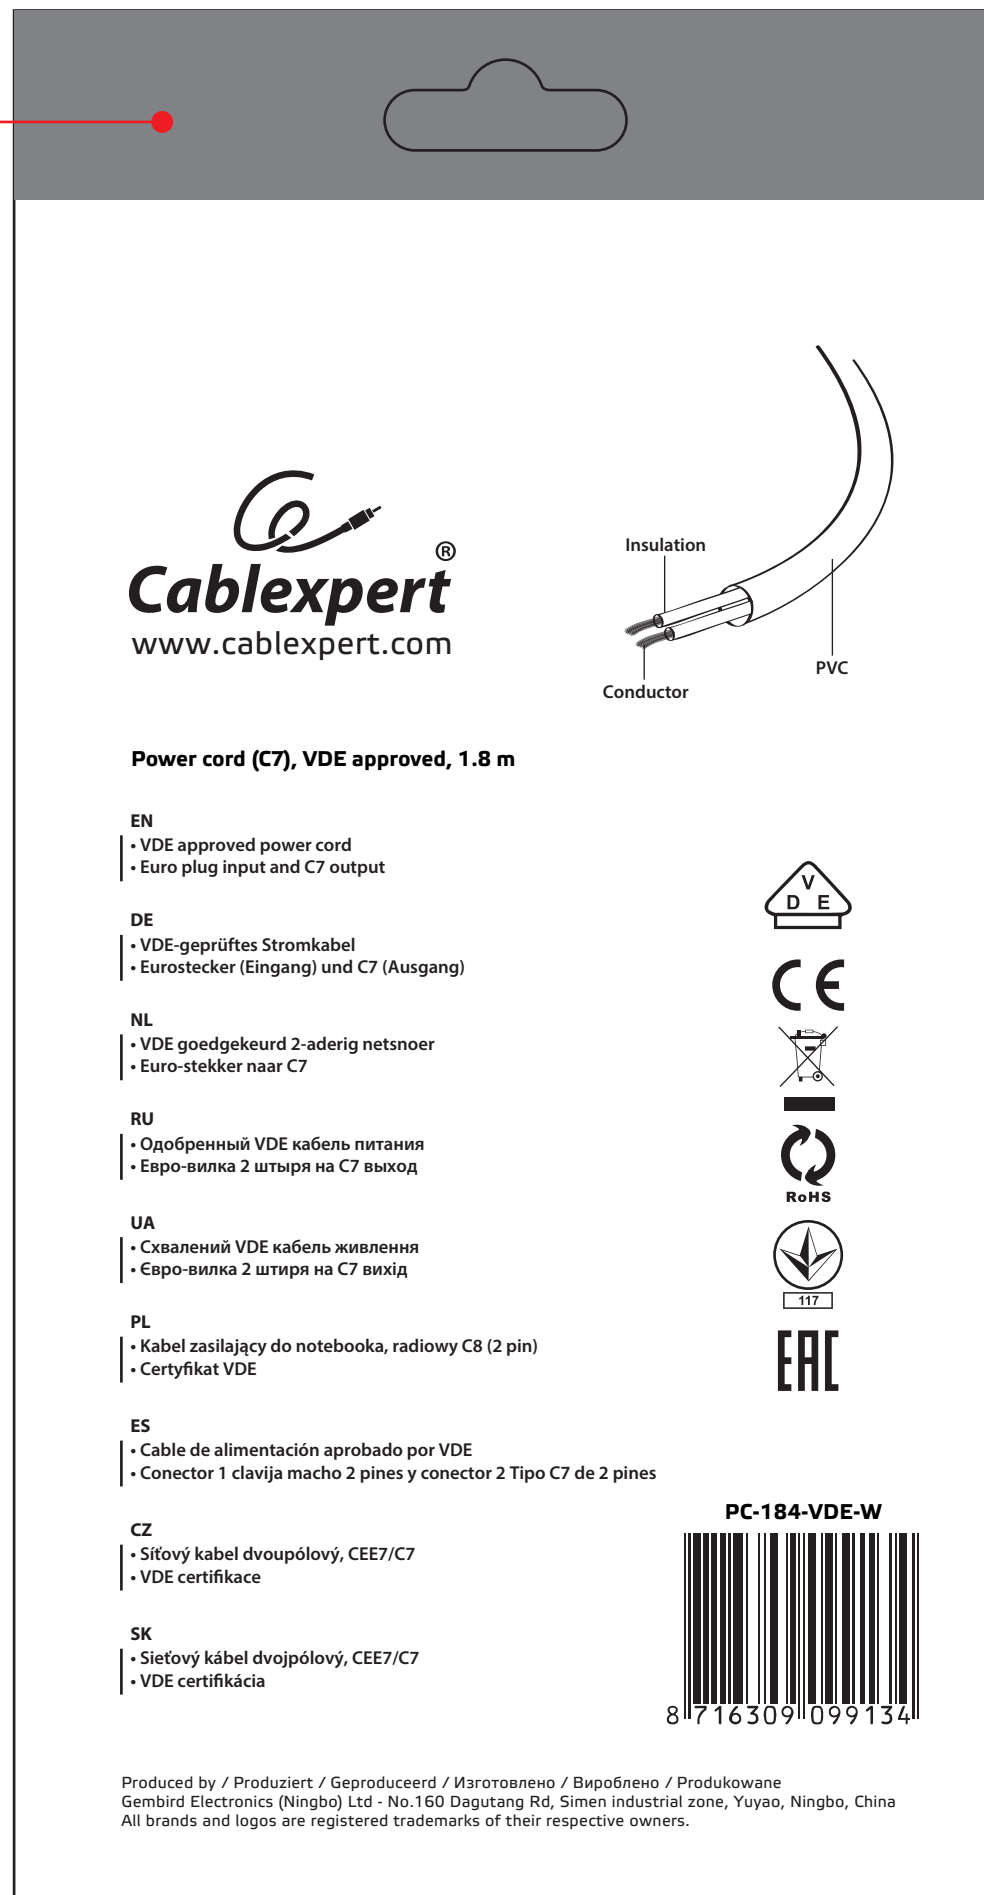 Cablexpert®
www.cablexpert.com
Insulation
PVC
Conductor
Power cord (C7), VDE approved, 1.8 m
EN
• VDE approved power cord
• Euro plug input and C7 output
DE
• VDE-geprüftes Stromkabel
• Eurostecker (Eingang) und C7 (Ausgang)
NL
• VDE goedgekeurd 2-aderig netsnoer
• Euro-stekker naar C7
RU
• Одобренный VDE кабель питания
• Евро-вилка 2 штыря на C7 выход
UA
• Схвалений VDE кабель живлення
• Євро-вилка 2 штиря на C7 вихід
PL
• Kabel zasilający do notebooka, radiowy C8 (2 pin)
• Certyfikat VDE
ES
• Cable de alimentación aprobado por VDE
• Conector 1 clavija macho 2 pines y conector 2 Tipo C7 de 2 pines
CZ
• Síťový kabel dvoupólový, CEE7/C7
• VDE certifikace
SK
• Sieťový kábel dvojpólový, CEE7/C7
• VDE certifikácia
V
D E
CE
RoHS
117
EAC
PC-184-VDE-W
8 716309 099134
Produced by / Produziert / Geproduceerd / Изготовлено / Вироблено / Produkowane
Gembird Electronics (Ningbo) Ltd - No.160 Dagutang Rd, Simen industrial zone, Yuyao, Ningbo, China
All brands and logos are registered trademarks of their respective owners.